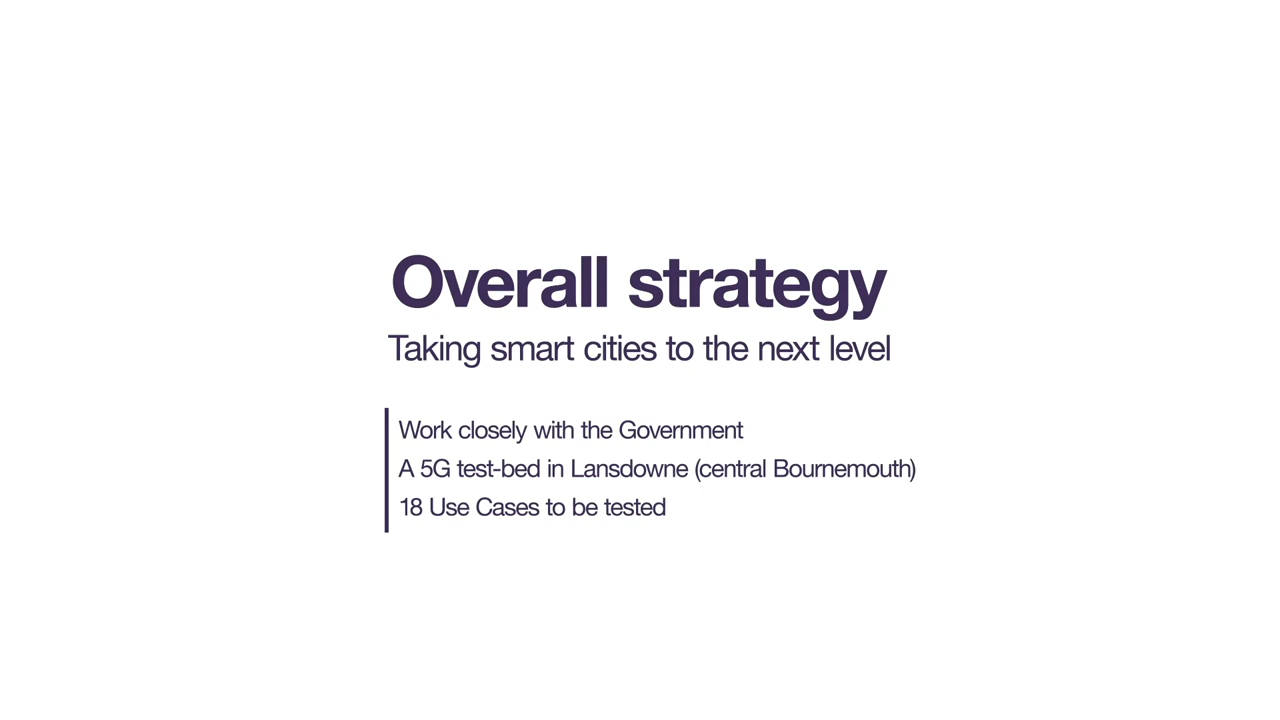 Overall strategy
Taking smart cities to the next level
Work closely with the Government
A 5G test-bed in Lansdowne (central Bournemouth)
18 Use Cases to be tested